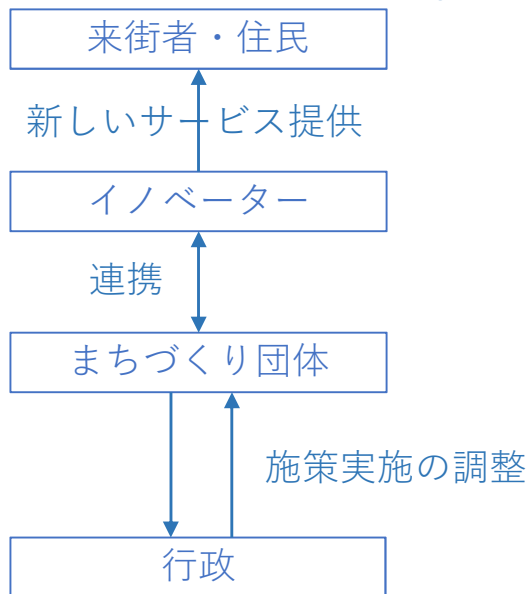 来街者・住民
新しいサービス提供
イノベーター
連携
まちづくり団体
施策実施の調整
行政